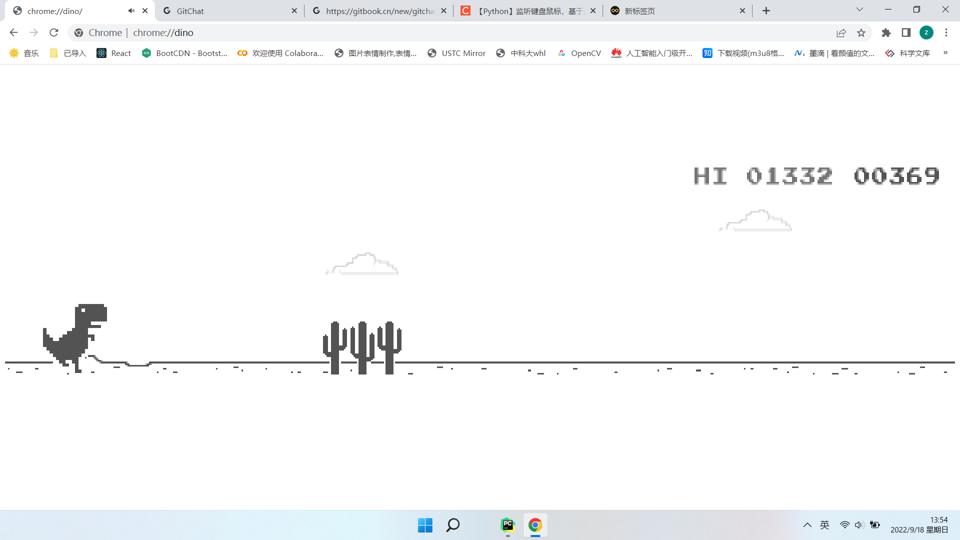 chrome://dino/
GitChat
https://gitbook.cn/new/gitcha
【Python】监听键盘鼠标，基于
新标签页
Chrome | chrome://dino
音乐
已导入
React
BootCDN - Bootst...
欢迎使用 Colabora...
图片表情制作,表情...
USTC Mirror
中科大whl
OpenCV
人工智能入门级开...
下载视频(m3u8格...
墨滴 | 看颜值的文...
科学文库
»
HI 01332 00369
英
13:54
2022/9/18 星期日